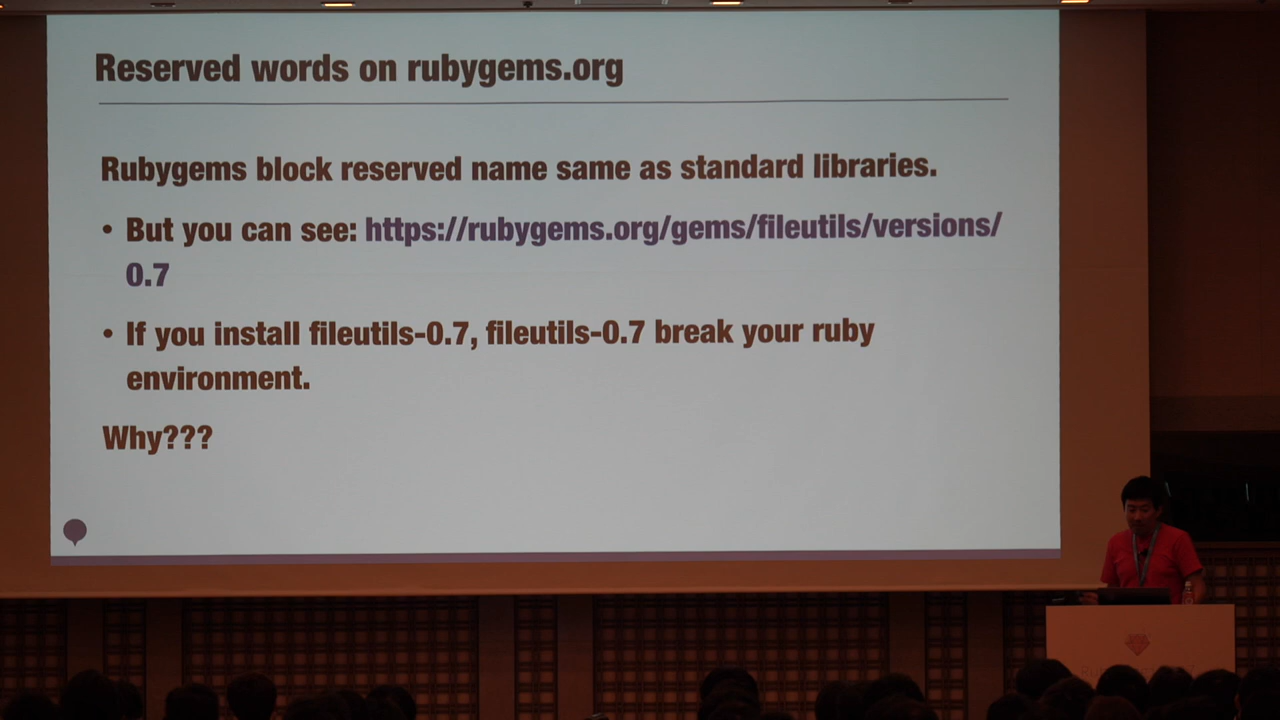 Reserved words on rubygems.org
Rubygems block reserved name same as standard libraries.
• But you can see: https://rubygems.org/gems/fileutils/versions/
0.7
• If you install fileutils-0.7, fileutils-0.7 break your ruby
environment.
Why???